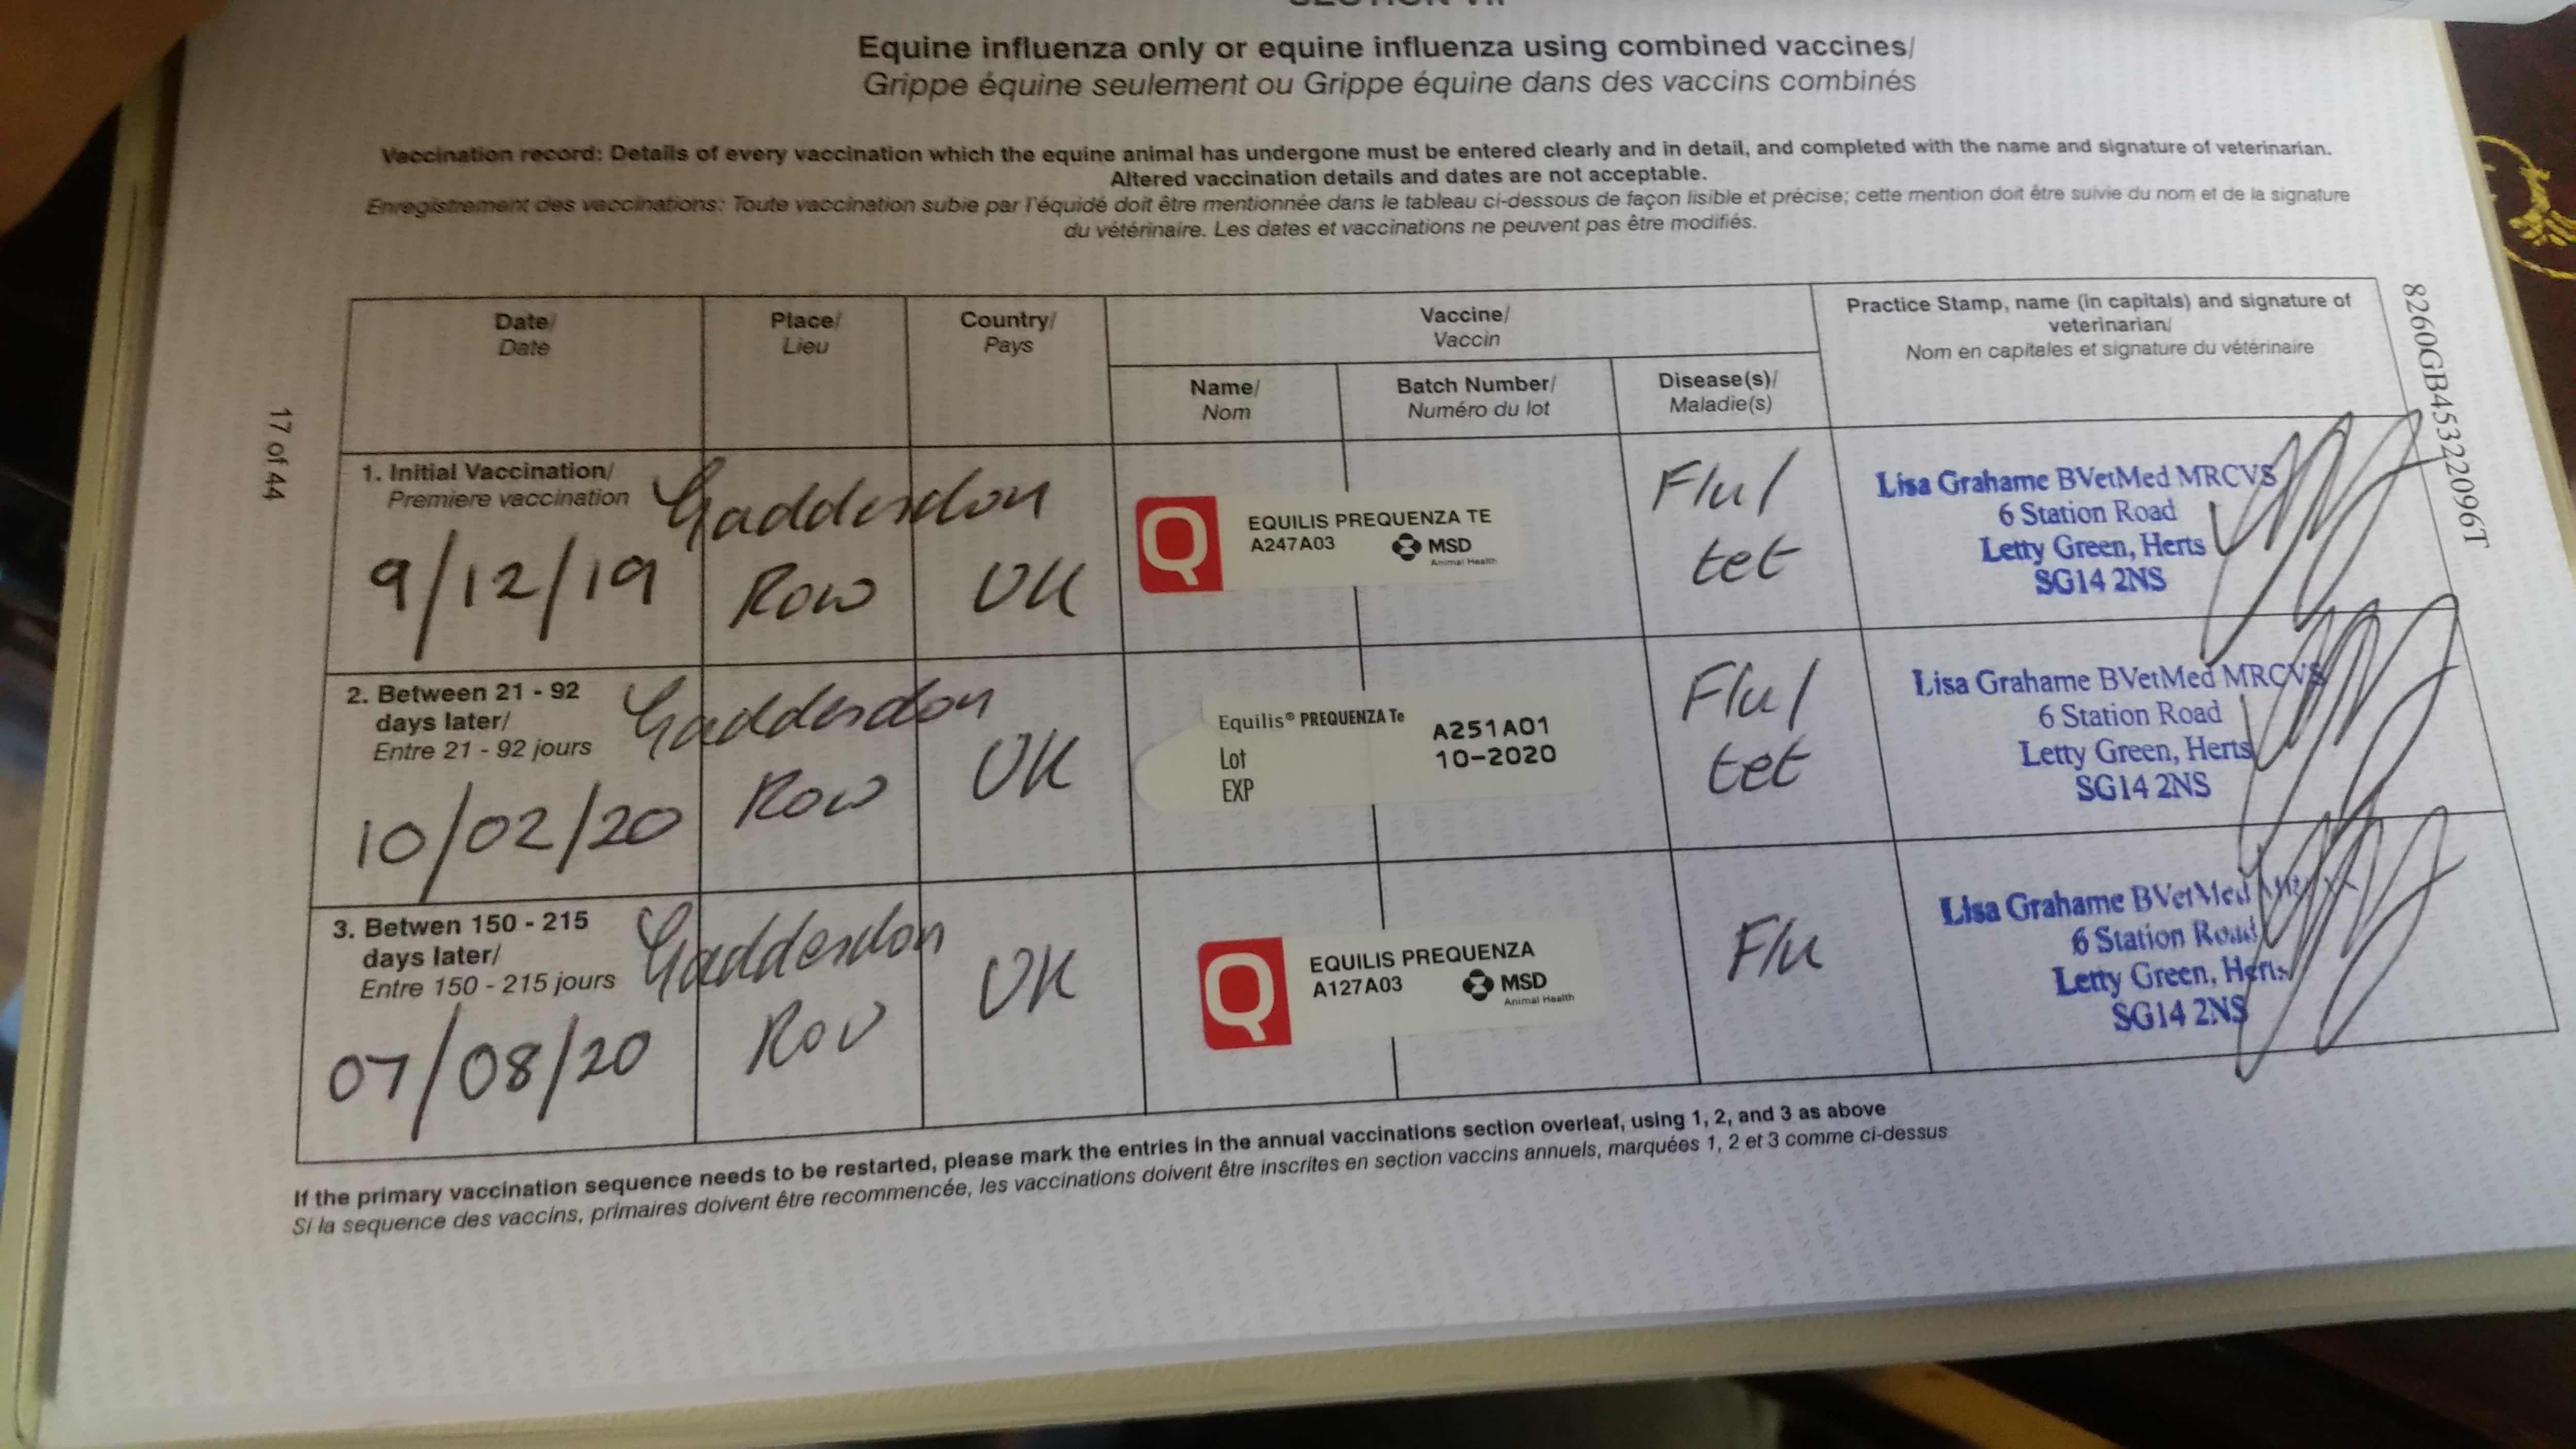 Equine influenza only or equine influenza using combined vaccines/
Grippe équine seulement ou Grippe équine dans des vaccins combinés
Vaccination record: Details of every vaccination which the equine animal has undergone must be entered clearly and in detail, and completed with the name and signature of veterinarian.
Altered vaccination details and dates are not acceptable.
Enregistrement des vaccinations: Toute vaccination subie par l'équidé doit être mentionnée dans le tableau ci-dessous de façon lisible et précise; cette mention doit être suivie du nom et de la signature
du vétérinaire. Les dates et vaccinations ne peuvent pas être modifiés.
Date/
Date
Place/
Lieu
Country/
Pays
Vaccine/
Vaccin
Name/
Nom
Batch Number/
Numéro du lot
Disease(s)/
Maladie(s)
Practice Stamp, name (in capitals) and signature of
veterinarian/
Nom en capitales et signature du vétérinaire
8260GB45322096T
17 of 44
1. Initial Vaccination/
Premiere vaccination
9/12/19
Gaddesdon
Row
UK
Q
EQUILIS PREQUENZA TE
A247A03
MSD
Animal Health
Flu/
tet
Lisa Grahame BVetMed MRCVS
6 Station Road
Letty Green, Herts
SG14 2NS
2. Between 21 - 92
days later/
Entre 21 - 92 jours
10/02/20
Gaddesdon
Row
UK
Equilis® PREQUENZA Te
Lot
EXP
A251A01
10-2020
Flu/
tet
Lisa Grahame BVetMed MRCVS
6 Station Road
Letty Green, Herts
SG14 2NS
3. Betwen 150 - 215
days later/
Entre 150 - 215 jours
07/08/20
Gaddesdon
Row
UK
Q
EQUILIS PREQUENZA
A127A03
MSD
Animal Health
Flu
Lisa Grahame BVetMed
6 Station Road
Letty Green, Herts
SG14 2NS
If the primary vaccination sequence needs to be restarted, please mark the entries in the annual vaccinations section overleaf, using 1, 2, and 3 as above
Si la sequence des vaccins, primaires doivent être recommencée, les vaccinations doivent être inscrites en section vaccins annuels, marquées 1, 2 et 3 comme ci-dessus